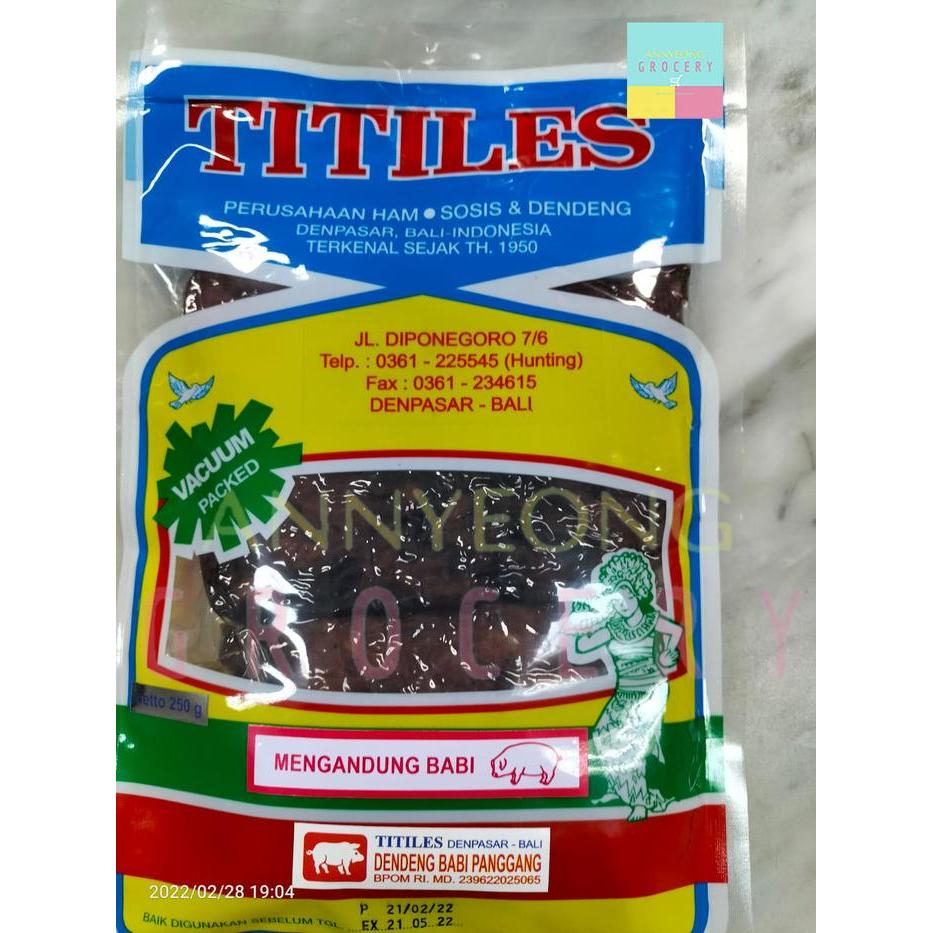 ANNYEONG
GROCERY
TITILES
PERUSAHAAN HAM ● SOSIS & DENDENG
DENPASAR, BALI-INDONESIA
TERKENAL SEJAK TH. 1950
JL. DIPONEGORO 7/6
Telp. : 0361 - 225545 (Hunting)
Fax : 0361 - 234615
DENPASAR - BALI
VACUUM
PACKED
ANNYEONG
GROCERY
Netto 250 g
MENGANDUNG BABI
TITILES DENPASAR - BALI
DENDENG BABI PANGGANG
BPOM RI. MD. 239622025065
2022/02/28 19:04
P 21/02/22
BAIK DIGUNAKAN SEBELUM TGL. ... EX 21 05 22